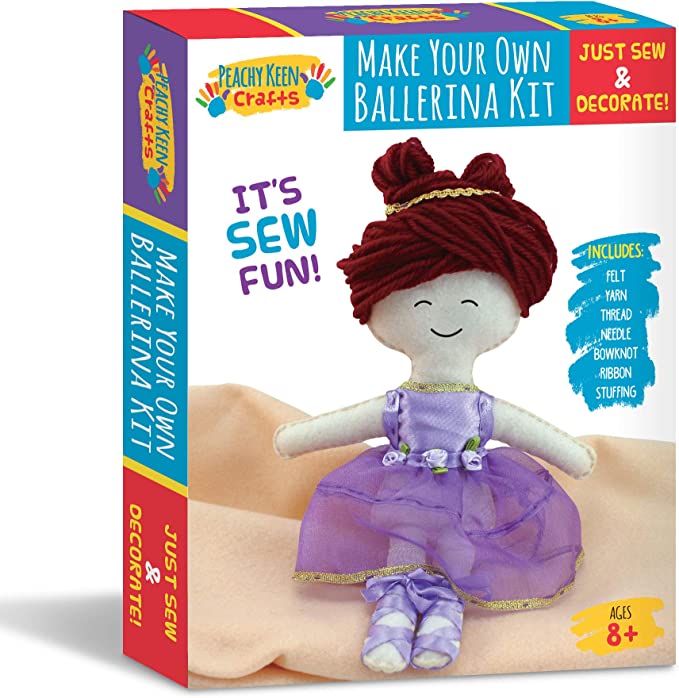 PEACHY KEEN
Crafts
MAKE YOUR OWN
BALLERINA KIT
JUST SEW
&
DECORATE!
IT'S
SEW
FUN!
INCLUDES:
FELT
YARN
THREAD
NEEDLE
BOWKNOT
RIBBON
STUFFING
AGES
8+
PEACHY KEEN
Crafts
MAKE YOUR OWN
BALLERINA KIT
JUST SEW
&
DECORATE!